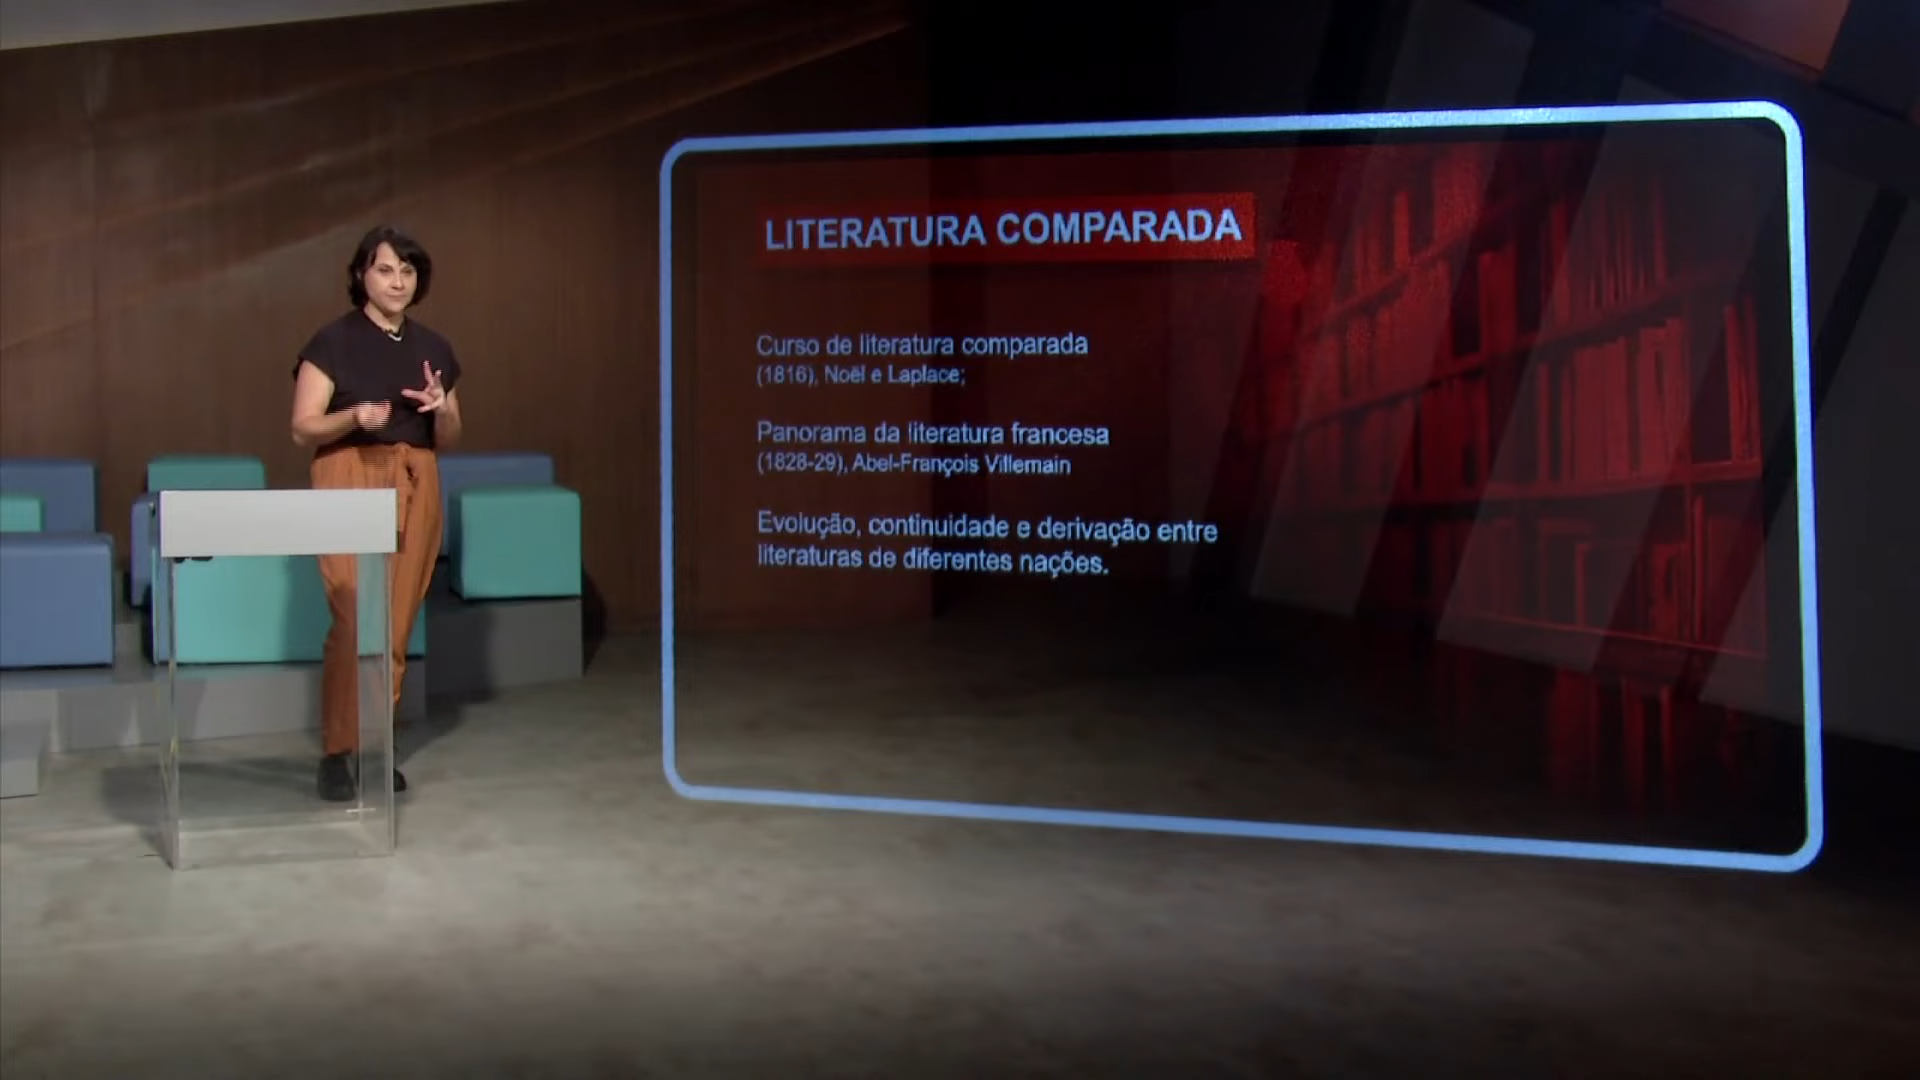 LITERATURA COMPARADA
Curso de literatura comparada
(1816), Noël e Laplace;
Panorama da literatura francesa
(1828-29), Abel-François Villemain
Evolução, continuidade e derivação entre
literaturas de diferentes nações.